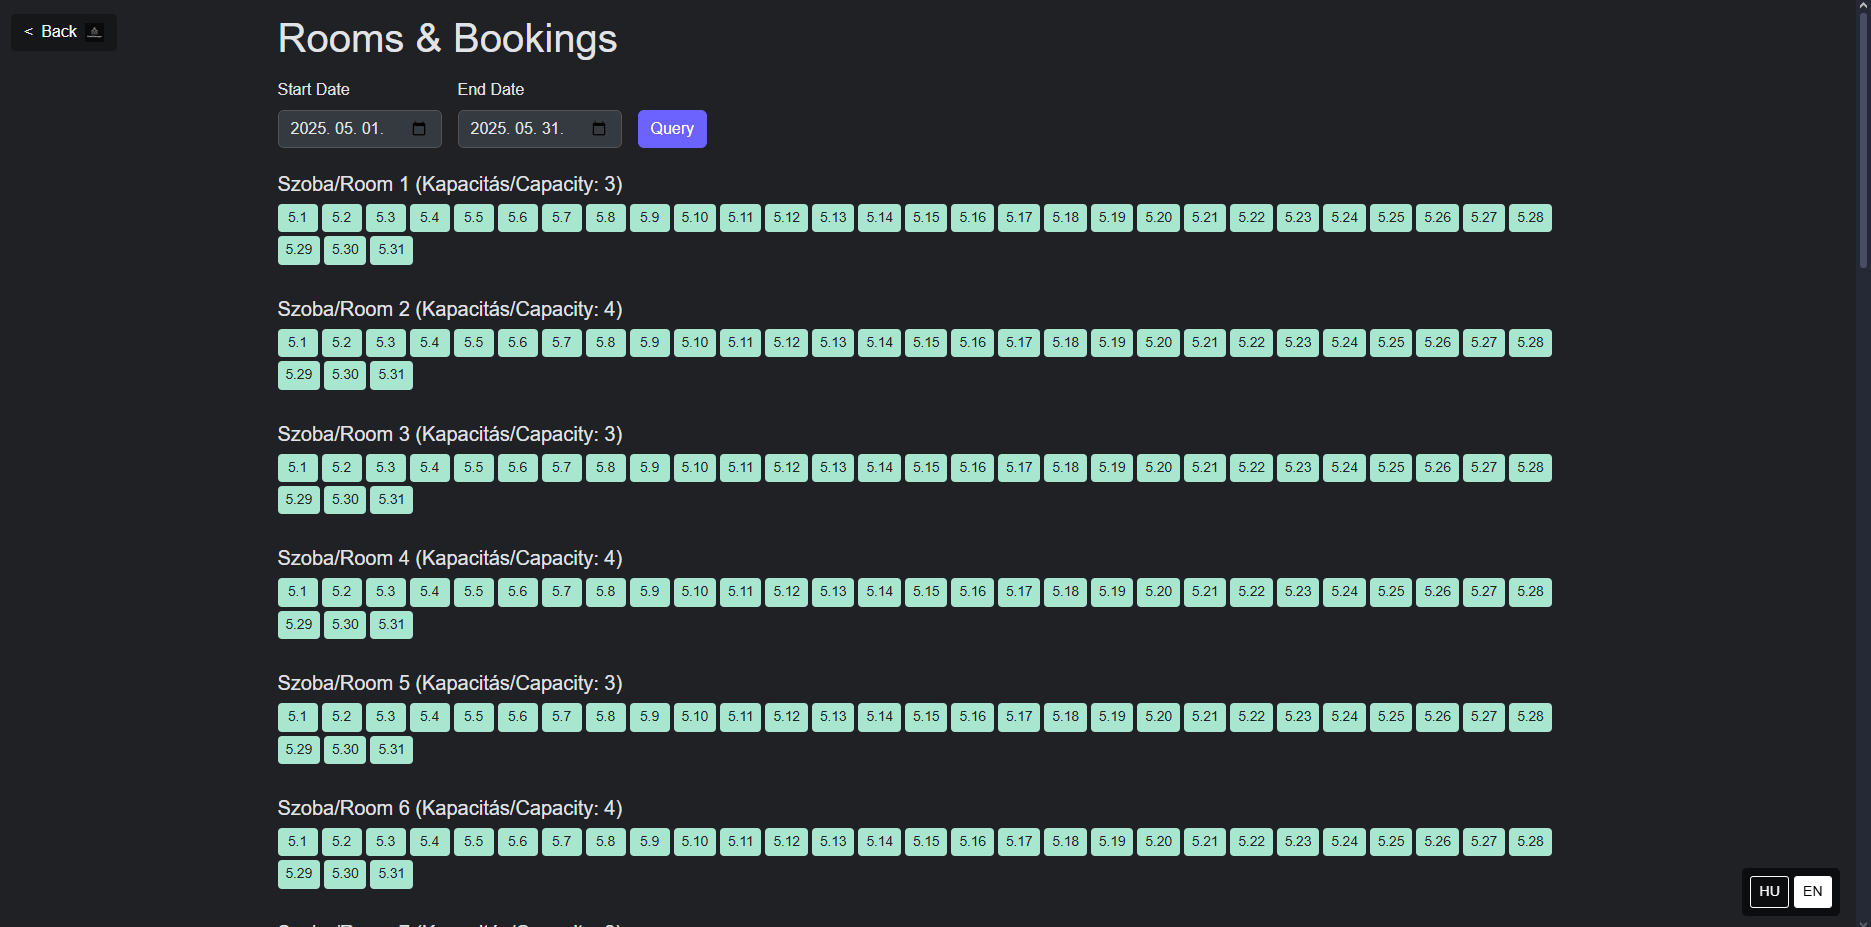 < Back
Rooms & Bookings
Start Date End Date
2025. 05. 01. 2025. 05. 31. Query
Szoba/Room 1 (Kapacitás/Capacity: 3)
5.1 5.2 5.3 5.4 5.5 5.6 5.7 5.8 5.9 5.10 5.11 5.12 5.13 5.14 5.15 5.16 5.17 5.18 5.19 5.20 5.21 5.22 5.23 5.24 5.25 5.26 5.27 5.28
5.29 5.30 5.31
Szoba/Room 2 (Kapacitás/Capacity: 4)
5.1 5.2 5.3 5.4 5.5 5.6 5.7 5.8 5.9 5.10 5.11 5.12 5.13 5.14 5.15 5.16 5.17 5.18 5.19 5.20 5.21 5.22 5.23 5.24 5.25 5.26 5.27 5.28
5.29 5.30 5.31
Szoba/Room 3 (Kapacitás/Capacity: 3)
5.1 5.2 5.3 5.4 5.5 5.6 5.7 5.8 5.9 5.10 5.11 5.12 5.13 5.14 5.15 5.16 5.17 5.18 5.19 5.20 5.21 5.22 5.23 5.24 5.25 5.26 5.27 5.28
5.29 5.30 5.31
Szoba/Room 4 (Kapacitás/Capacity: 4)
5.1 5.2 5.3 5.4 5.5 5.6 5.7 5.8 5.9 5.10 5.11 5.12 5.13 5.14 5.15 5.16 5.17 5.18 5.19 5.20 5.21 5.22 5.23 5.24 5.25 5.26 5.27 5.28
5.29 5.30 5.31
Szoba/Room 5 (Kapacitás/Capacity: 3)
5.1 5.2 5.3 5.4 5.5 5.6 5.7 5.8 5.9 5.10 5.11 5.12 5.13 5.14 5.15 5.16 5.17 5.18 5.19 5.20 5.21 5.22 5.23 5.24 5.25 5.26 5.27 5.28
5.29 5.30 5.31
Szoba/Room 6 (Kapacitás/Capacity: 4)
5.1 5.2 5.3 5.4 5.5 5.6 5.7 5.8 5.9 5.10 5.11 5.12 5.13 5.14 5.15 5.16 5.17 5.18 5.19 5.20 5.21 5.22 5.23 5.24 5.25 5.26 5.27 5.28
5.29 5.30 5.31
HU EN